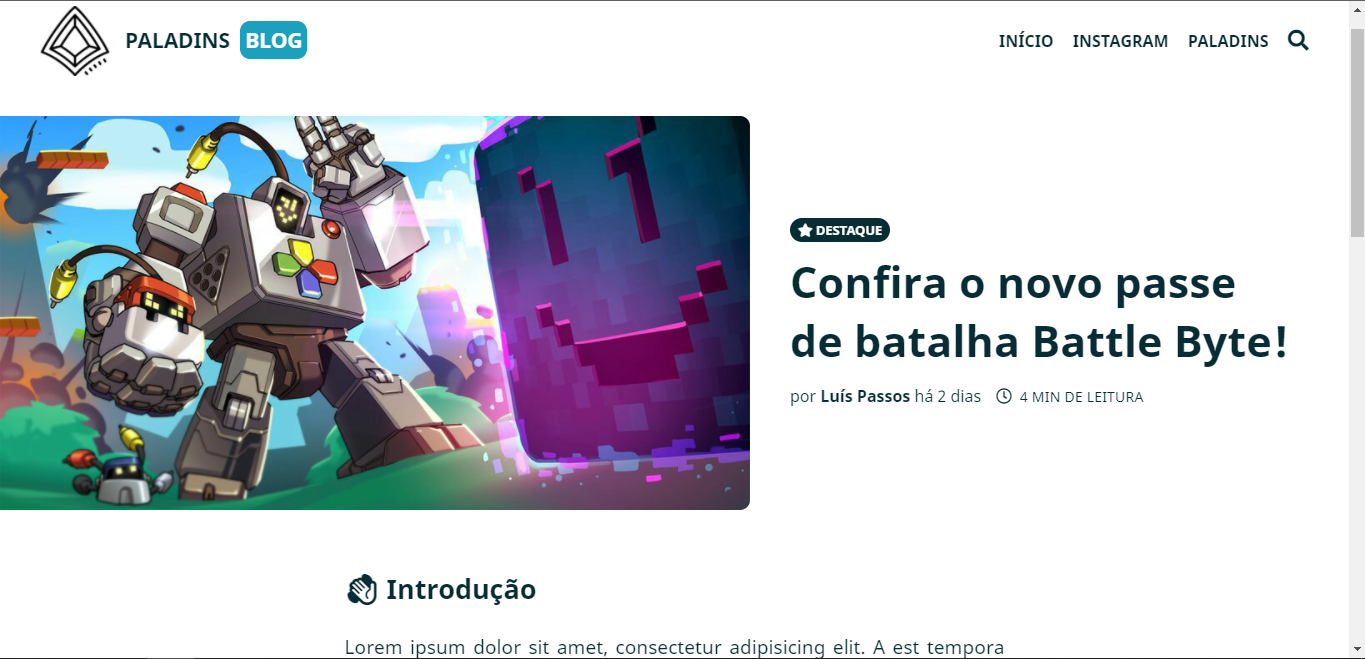 PALADINS BLOG
INÍCIO INSTAGRAM PALADINS
DESTAQUE
Confira o novo passe
de batalha Battle Byte!
por Luís Passos há 2 dias 4 MIN DE LEITURA
Introdução
Lorem ipsum dolor sit amet, consectetur adipisicing elit. A est tempora